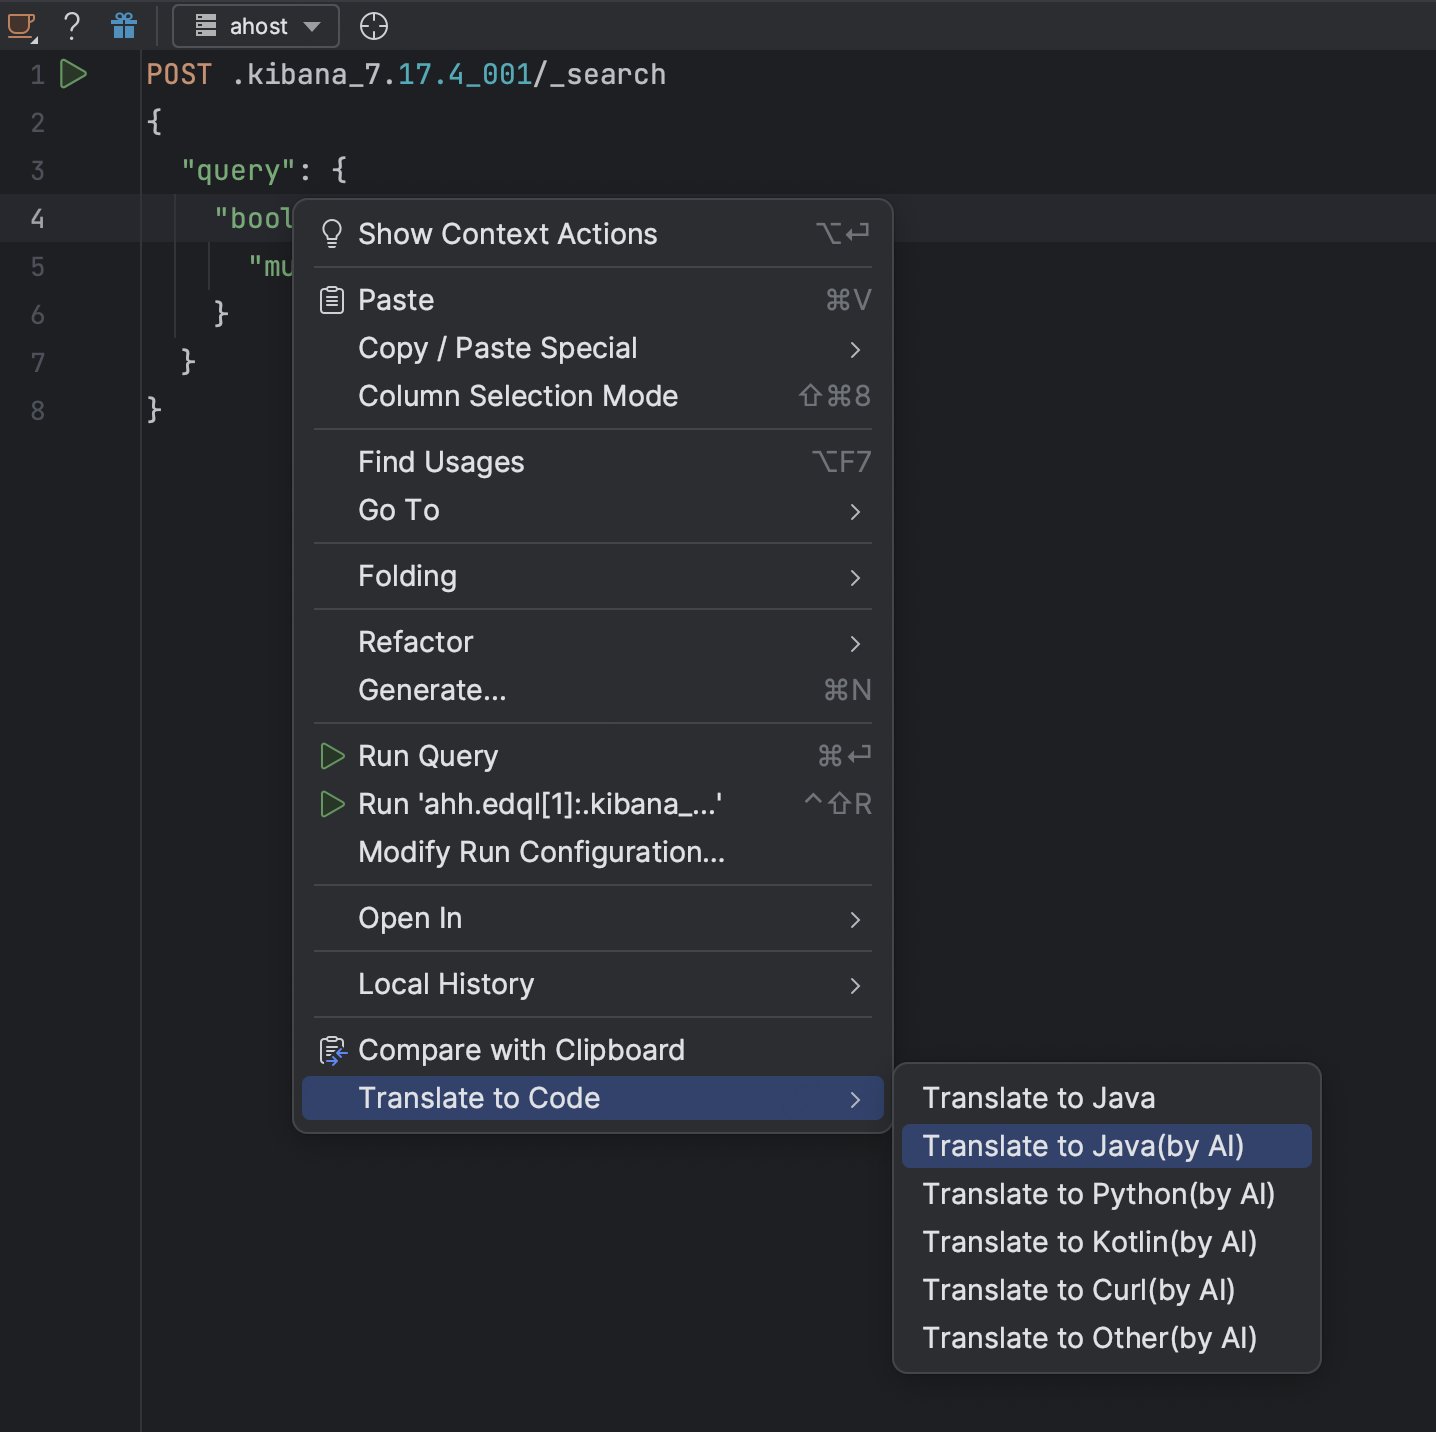 ? ahost
1 POST .kibana_7.17.4_001/_search
2 {
3 "query": {
4 "bool
5 "mu
6 }
7 }
8 }
Show Context Actions ⌥⏎
Paste ⌘V
Copy / Paste Special
Column Selection Mode ⇧⌘8
Find Usages ⌥F7
Go To
Folding
Refactor
Generate... ⌘N
Run Query ⌘⏎
Run 'ahh.edql[1]:.kibana_...' ^⇧R
Modify Run Configuration...
Open In
Local History
Compare with Clipboard
Translate to Code
Translate to Java
Translate to Java(by AI)
Translate to Python(by AI)
Translate to Kotlin(by AI)
Translate to Curl(by AI)
Translate to Other(by AI)